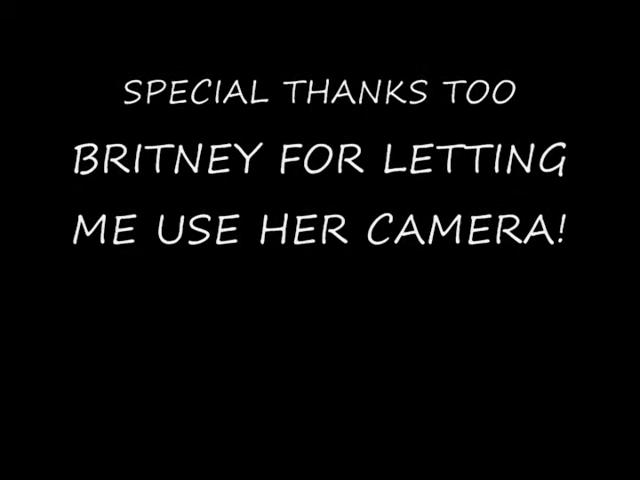 SPECIAL THANKS TOO
BRITNEY FOR LETTING
ME USE HER CAMERA!